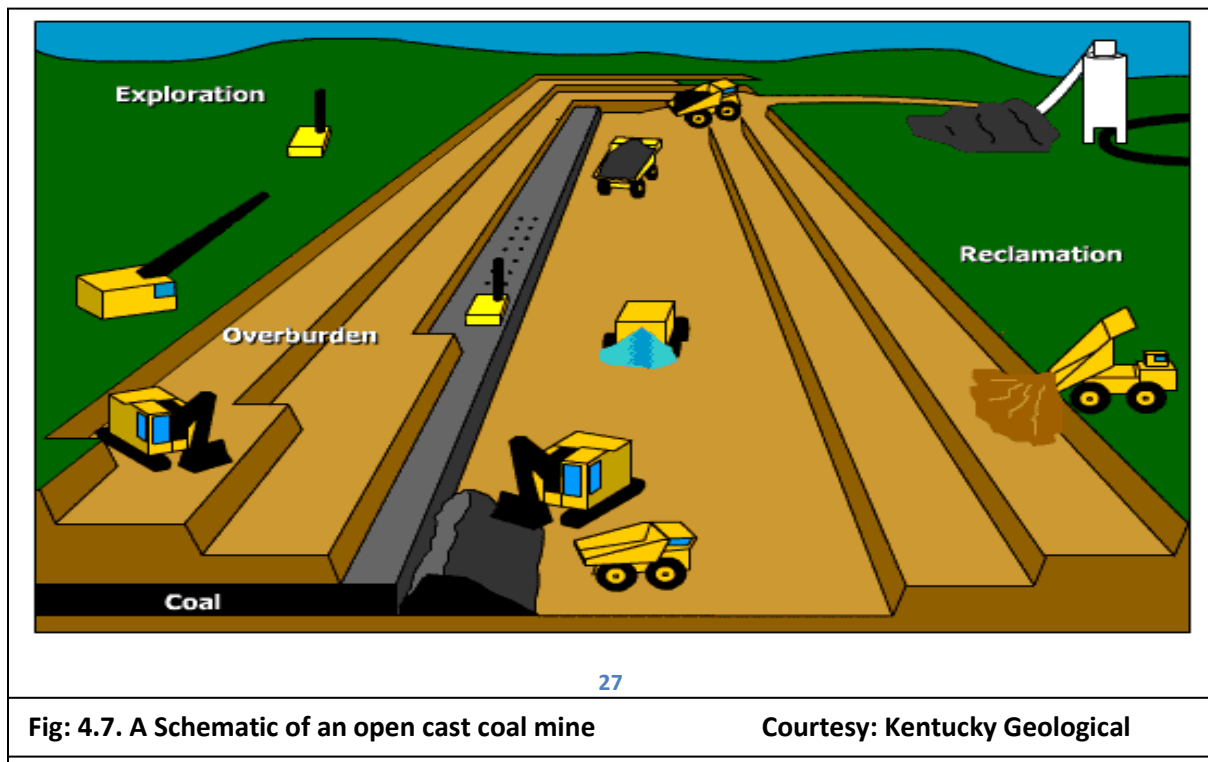 Exploration
Reclamation
Overburden
Coal
27
Fig: 4.7. A Schematic of an open cast coal mine Courtesy: Kentucky Geological